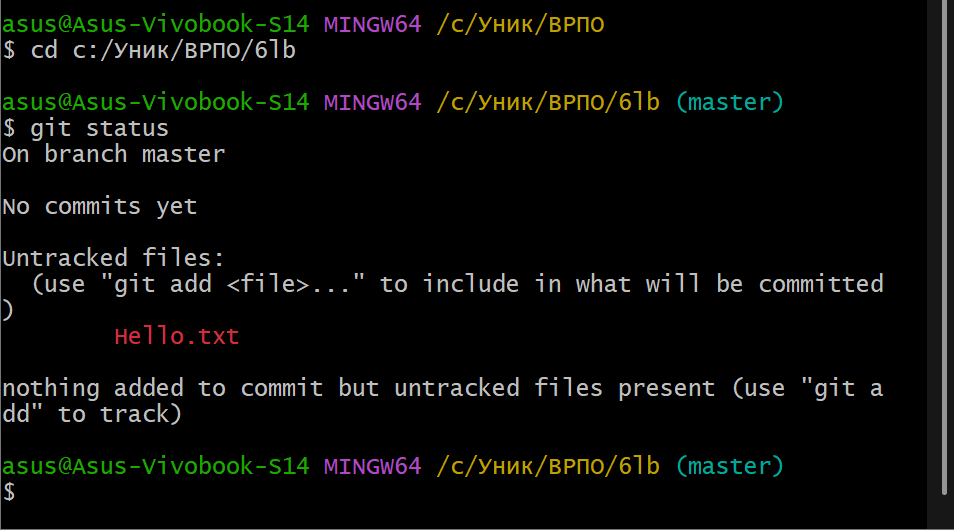 asus@Asus-Vivobook-S14 MINGW64 /c/Уник/ВРПО
$ cd c:/Уник/ВРПО/6lb
asus@Asus-Vivobook-S14 MINGW64 /c/Уник/ВРПО/6lb (master)
$ git status
On branch master
No commits yet
Untracked files:
  (use "git add <file>..." to include in what will be committed
)
        Hello.txt
nothing added to commit but untracked files present (use "git a
dd" to track)
asus@Asus-Vivobook-S14 MINGW64 /c/Уник/ВРПО/6lb (master)
$